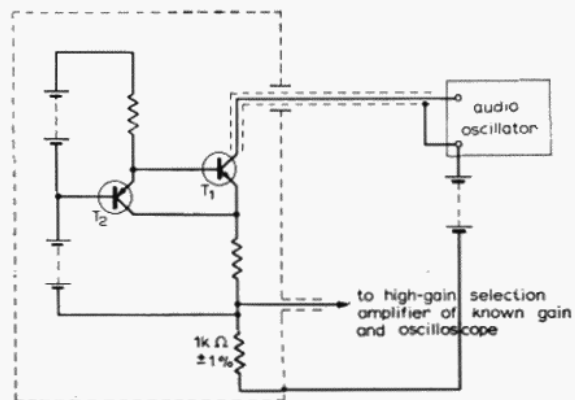 audio
oscillator
T1
T2
to high-gain selection
amplifier of known gain
and oscilloscope
1k Ω
±1%